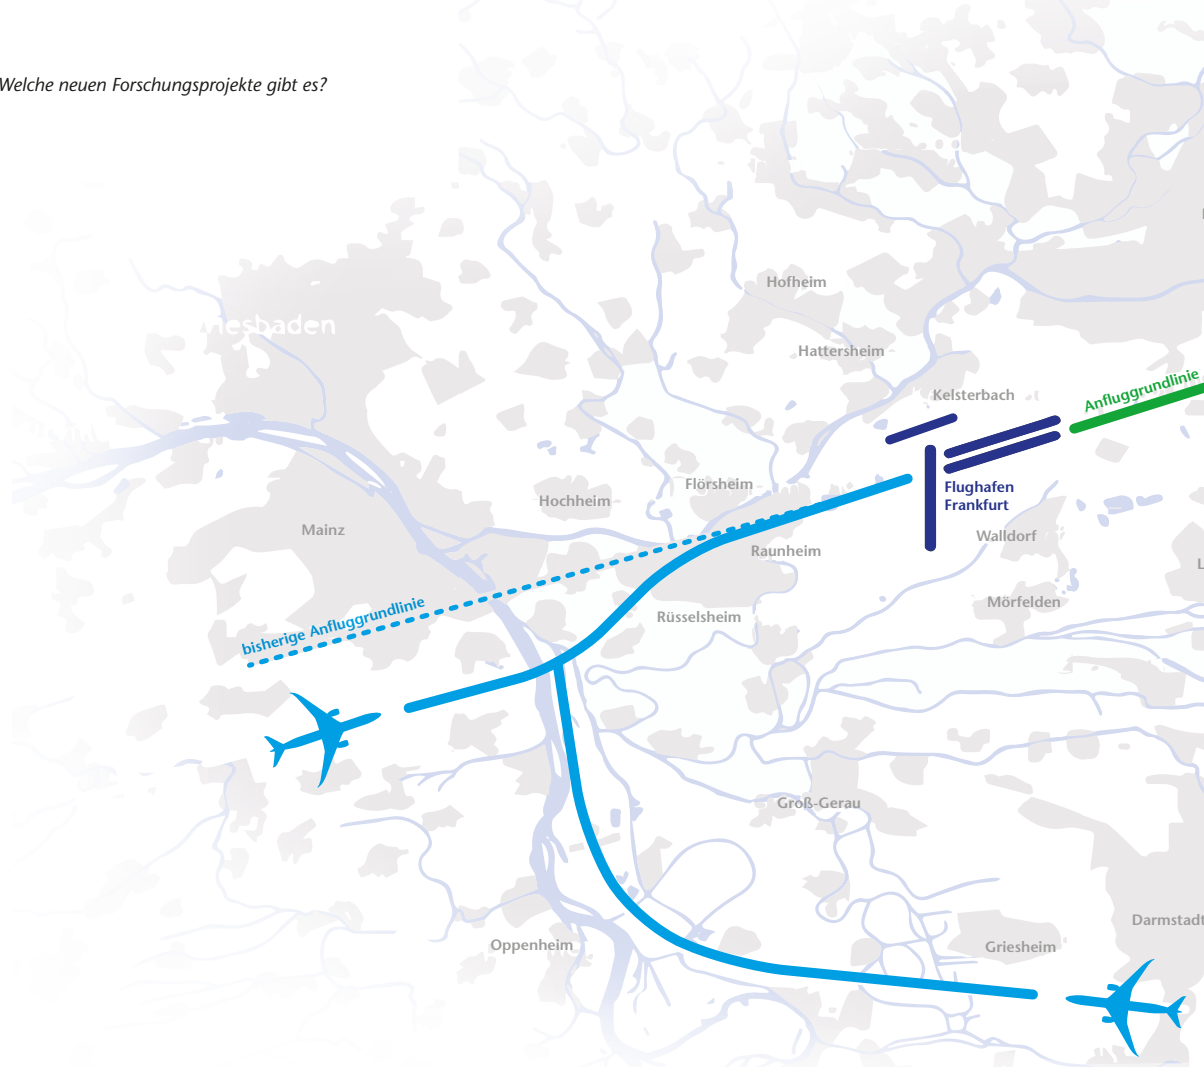 Welche neuen Forschungsprojekte gibt es?
Hofheim
iesbaden
Hattersheim
Anfluggrundlinie
Kelsterbach
Flörsheim
Flughafen
Frankfurt
Hochheim
Mainz
Walldorf
Raunheim
Mörfelden
bisherige Anfluggrundlinie
Rüsselsheim
Groß-Gerau
Darmstadt
Oppenheim
Griesheim